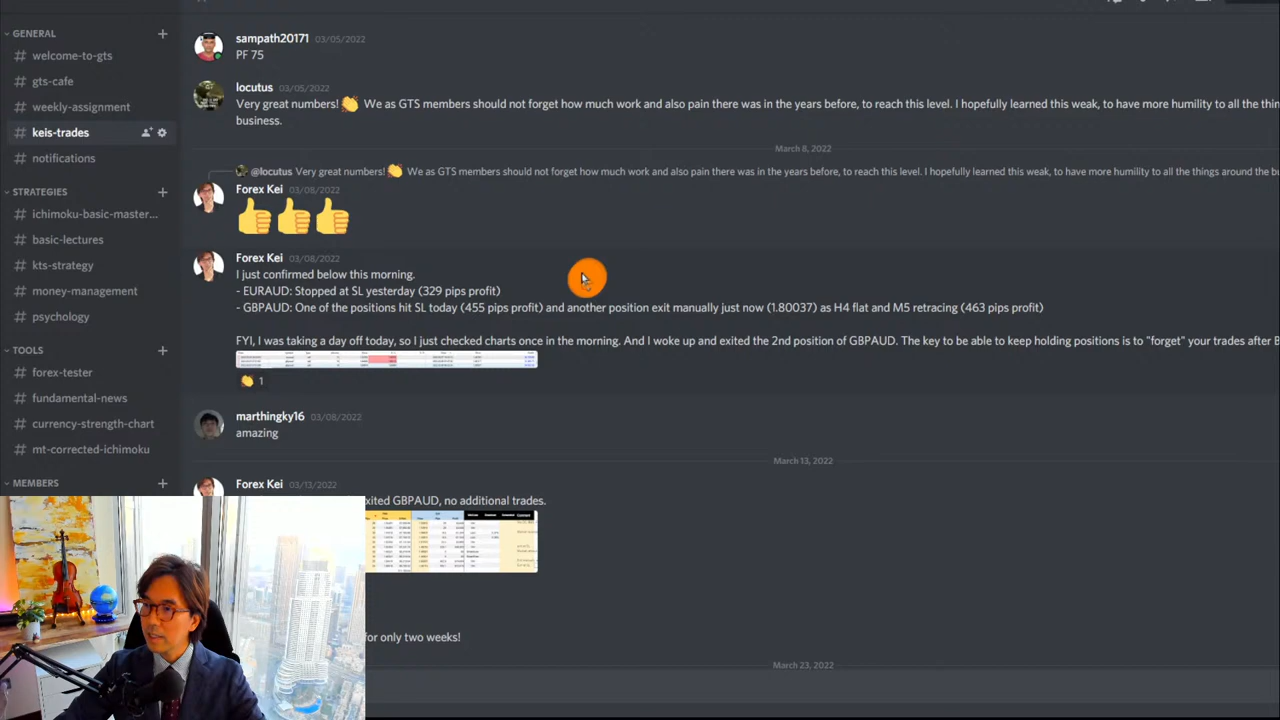 GENERAL
# welcome-to-gts
# gts-cafe
# weekly-assignment
# keis-trades
# notifications
STRATEGIES
# ichimoku-basic-master...
# basic-lectures
# kts-strategy
# money-management
# psychology
TOOLS
# forex-tester
# fundamental-news
# currency-strength-chart
# mt-corrected-ichimoku
MEMBERS
sampath20171 03/05/2022
PF 75
locutus 03/05/2022
Very great numbers! 👏 We as GTS members should not forget how much work and also pain there was in the years before, to reach this level. I hopefully learned this weak, to have more humility to all the thing
business.
March 8, 2022
@locutus Very great numbers! 👏 We as GTS members should not forget how much work and also pain there was in the years before, to reach this level. I hopefully learned this weak, to have more humility to all the things around the bu
Forex Kei 03/08/2022
👍👍👍
Forex Kei 03/08/2022
I just confirmed below this morning.
- EURAUD: Stopped at SL yesterday (329 pips profit)
- GBPAUD: One of the positions hit SL today (455 pips profit) and another position exit manually just now (1.80037) as H4 flat and M5 retracing (463 pips profit)
FYI, I was taking a day off today, so I just checked charts once in the morning. And I woke up and exited the 2nd position of GBPAUD. The key to be able to keep holding positions is to "forget" your trades after B
👏 1
marthingky16 03/08/2022
amazing
March 13, 2022
Forex Kei 03/13/2022
exited GBPAUD, no additional trades.
for only two weeks!
March 23, 2022